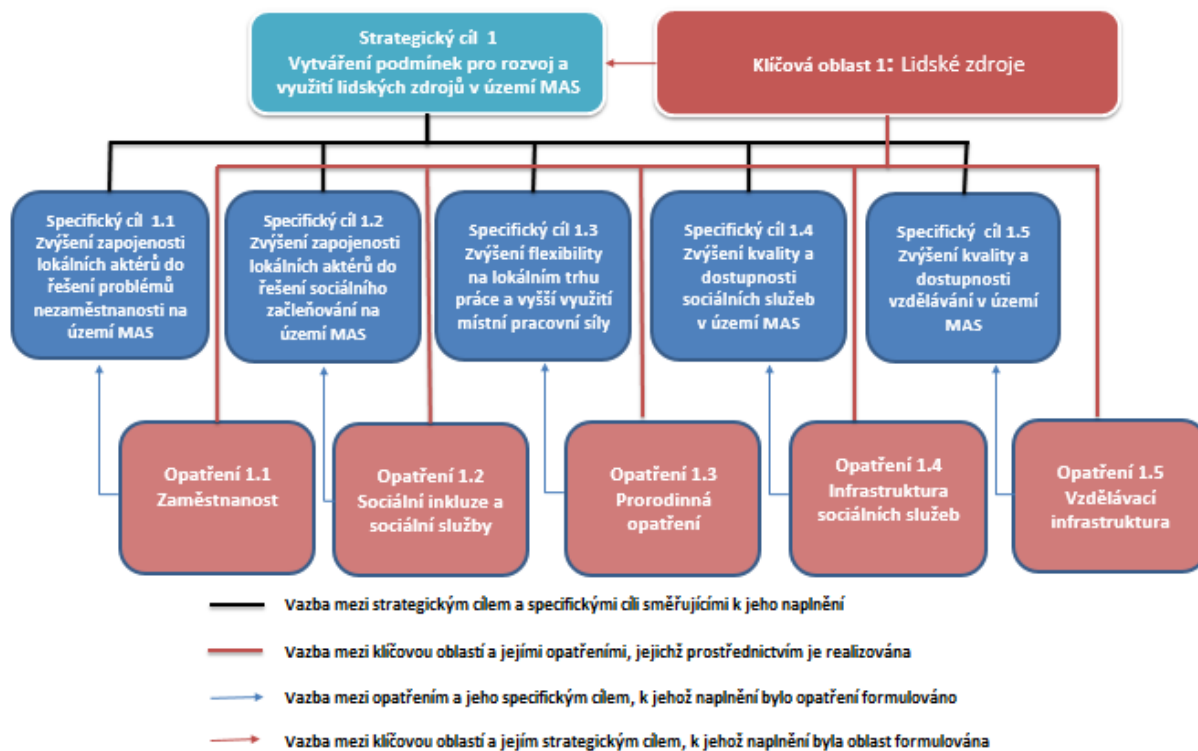 Strategický cíl 1
Vytváření podmínek pro rozvoj a
využití lidských zdrojů v území MAS
Klíčová oblast 1: Lidské zdroje
Specifický cíl 1.1
Zvýšení zapojenosti
lokálních aktérů do
řešení problémů
nezaměstnanosti na
území MAS
Specifický cíl 1.2
Zvýšení zapojenosti
lokálních aktérů do
řešení sociálního
začleňování na
území MAS
Specifický cíl 1.3
Zvýšení flexibility
na lokálním trhu
práce a vyšší využití
místní pracovní síly
Specifický cíl 1.4
Zvýšení kvality a
dostupnosti
sociálních služeb
v území MAS
Specifický cíl 1.5
Zvýšení kvality a
dostupnosti
vzdělávání v území
MAS
Opatření 1.1
Zaměstnanost
Opatření 1.2
Sociální inkluze a
sociální služby
Opatření 1.3
Prorodinná
opatření
Opatření 1.4
Infrastruktura
sociálních služeb
Opatření 1.5
Vzdělávací
infrastruktura
Vazba mezi strategickým cílem a specifickými cíli směřujícími k jeho naplnění
Vazba mezi klíčovou oblastí a jejími opatřeními, jejichž prostřednictvím je realizována
Vazba mezi opatřením a jeho specifickým cílem, k jehož naplnění bylo opatření formulováno
Vazba mezi klíčovou oblastí a jejím strategickým cílem, k jehož naplnění byla oblast formulována